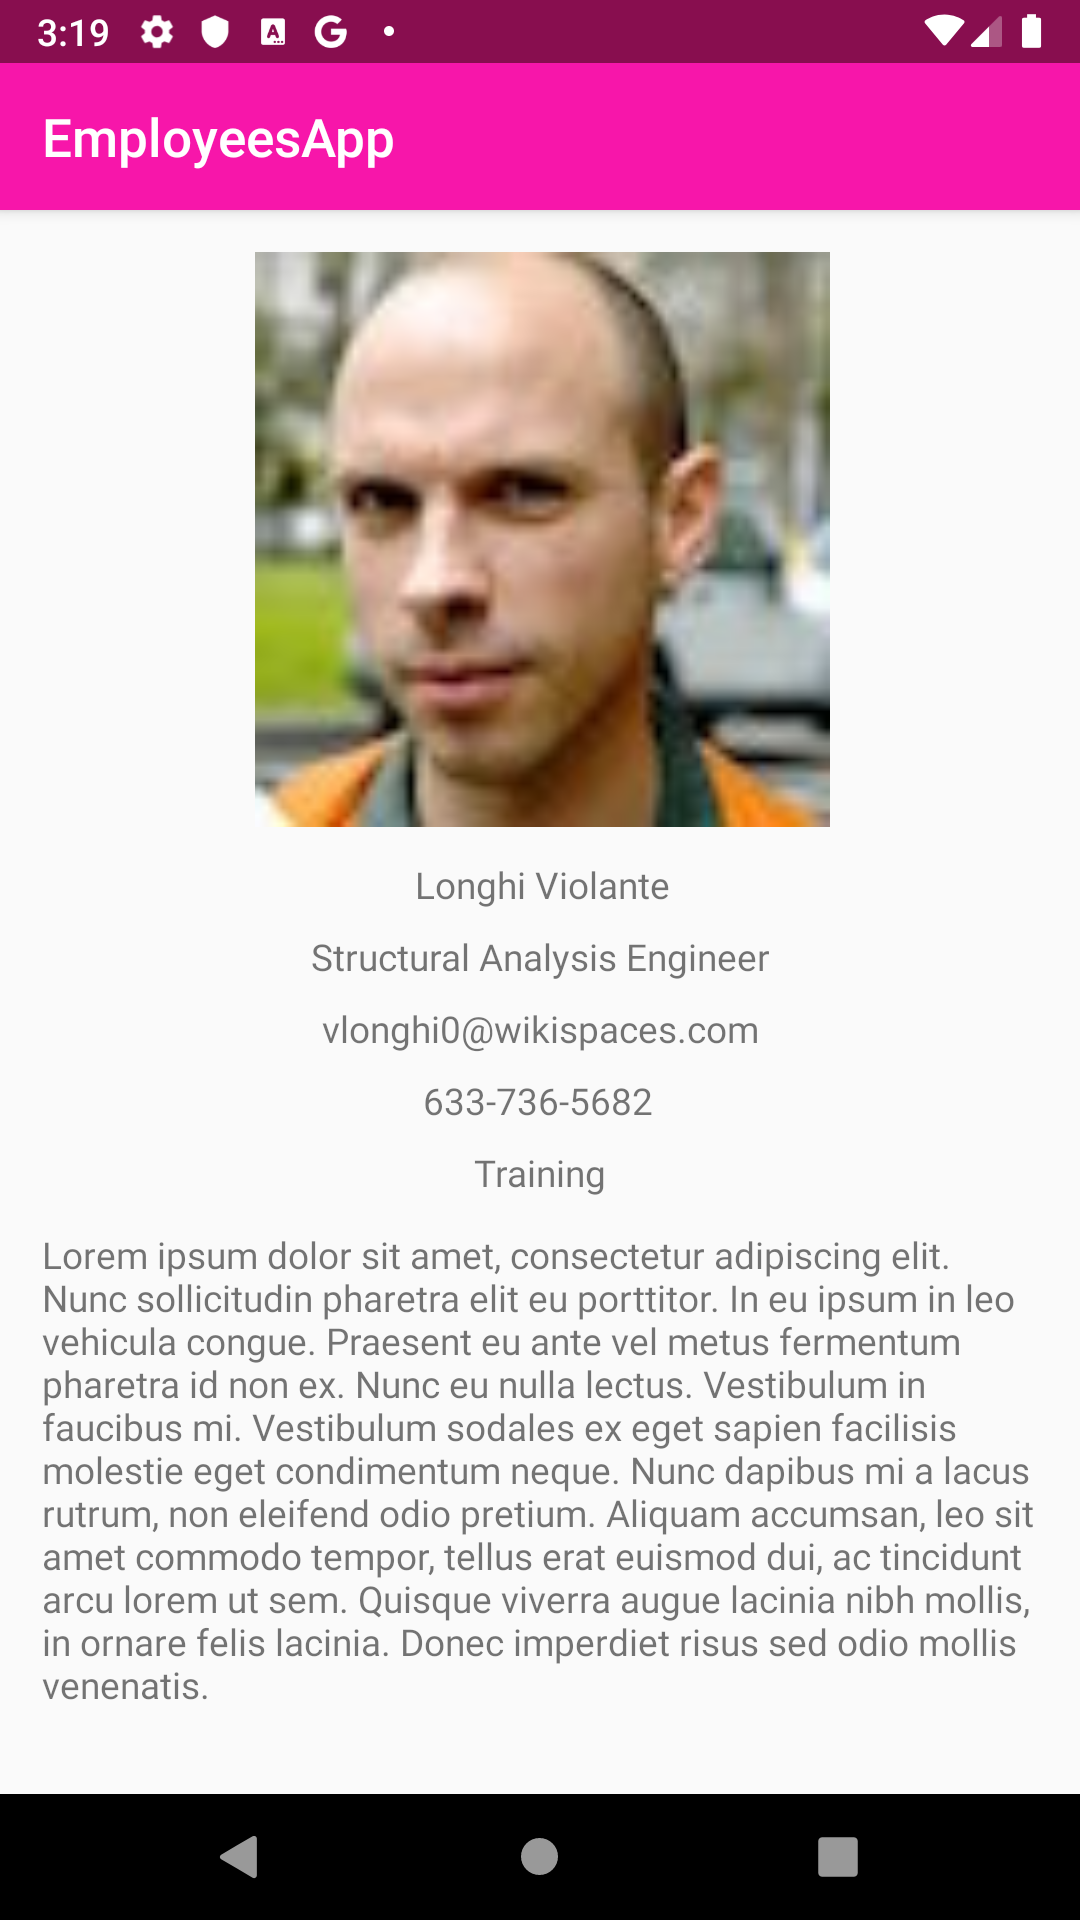 3:19
EmployeesApp
Longhi Violante
Structural Analysis Engineer
vlonghi0@wikispaces.com
633-736-5682
Training
Lorem ipsum dolor sit amet, consectetur adipiscing elit.
Nunc sollicitudin pharetra elit eu porttitor. In eu ipsum in leo
vehicula congue. Praesent eu ante vel metus fermentum
pharetra id non ex. Nunc eu nulla lectus. Vestibulum in
faucibus mi. Vestibulum sodales ex eget sapien facilisis
molestie eget condimentum neque. Nunc dapibus mi a lacus
rutrum, non eleifend odio pretium. Aliquam accumsan, leo sit
amet commodo tempor, tellus erat euismod dui, ac tincidunt
arcu lorem ut sem. Quisque viverra augue lacinia nibh mollis,
in ornare felis lacinia. Donec imperdiet risus sed odio mollis
venenatis.